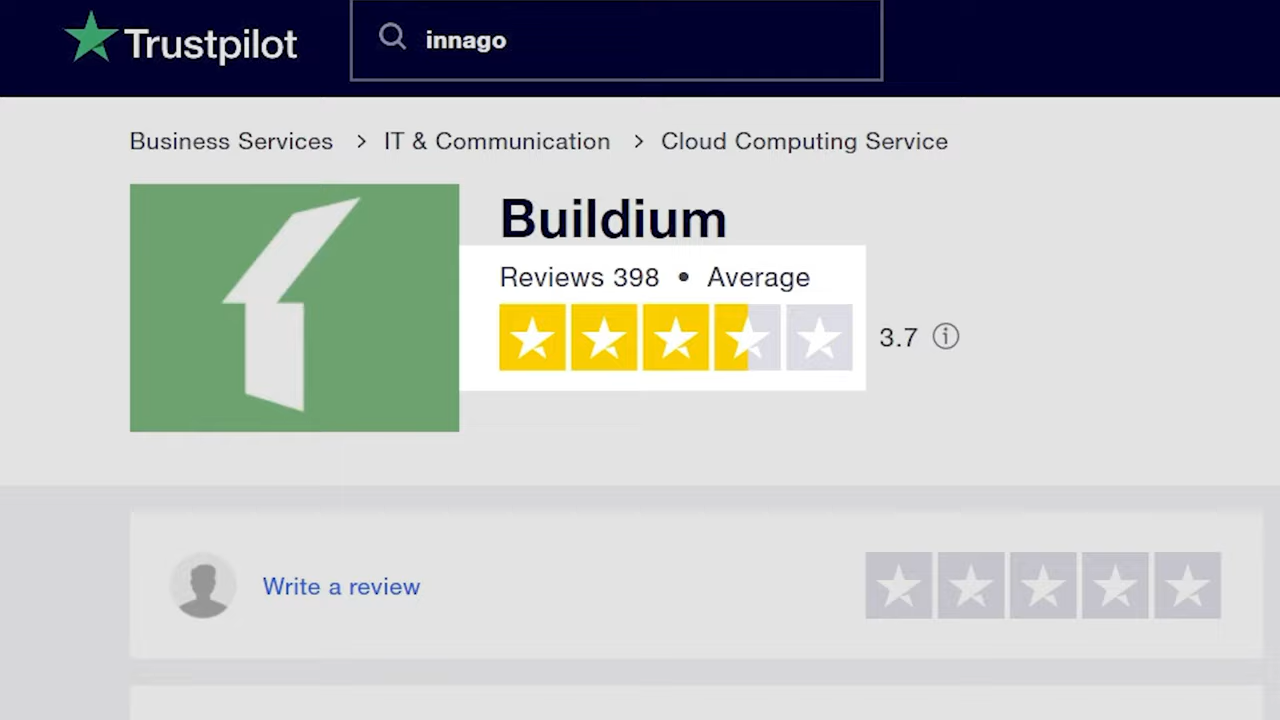 Trustpilot
innago
Business Services > IT & Communication > Cloud Computing Service
Buildium
Reviews 398 • Average
3.7
Write a review